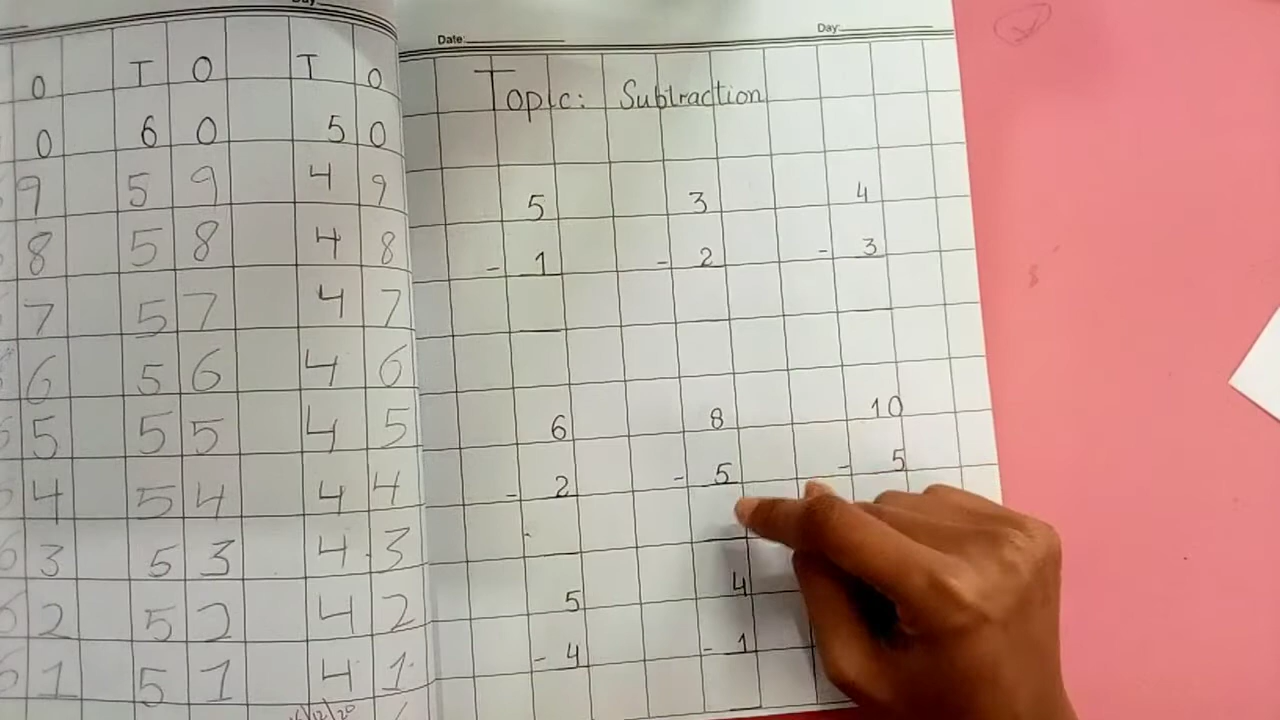 Day:
O T O T O
0 6 0 5 0
9 5 9 4 9
8 5 8 4 8
7 5 7 4 7
6 5 6 4 6
5 5 5 4 5
4 5 4 4 4
3 5 3 4 3
2 5 2 4 2
1 5 1 4 1
Date: Day:
Topic: Subtraction
5 3 4
- 1 - 2 - 3
6 8 10
- 2 - 5 - 5
5 4
- 4 - 1